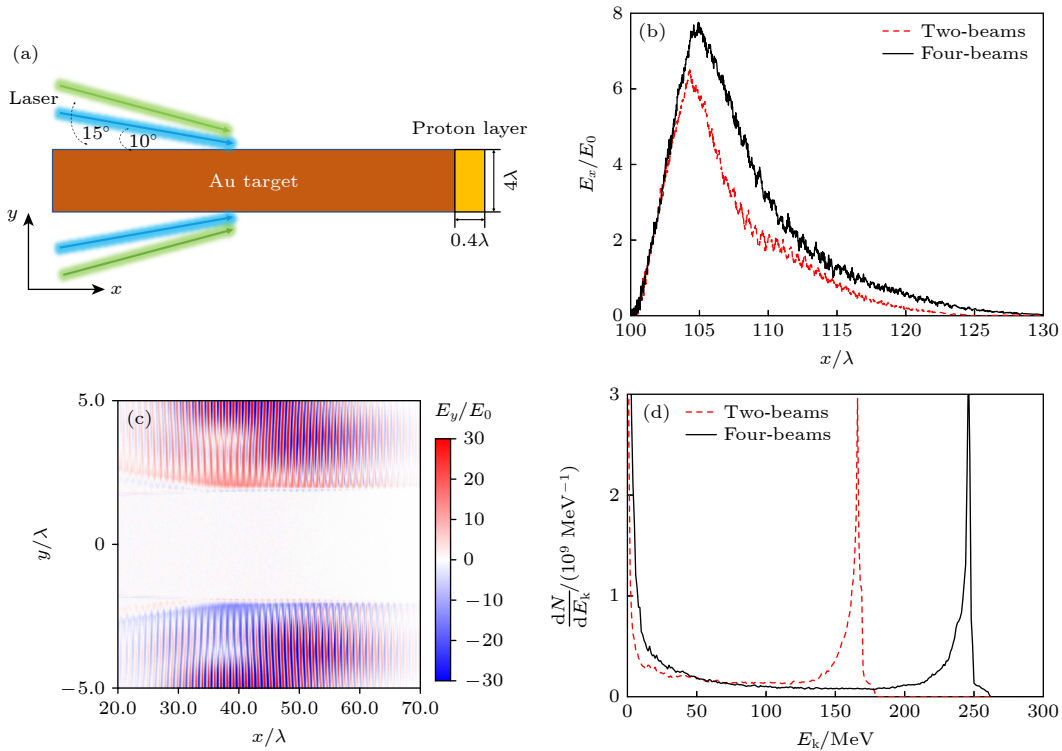 (a)
Laser
15°
10°
Proton layer
Au target
4λ
0.4λ
y
x
(b)
Two-beams
Four-beams
E_x/E_0
8
6
4
2
0
100 105 110 115 120 125 130
x/λ
(c)
E_y/E_0
5.0
0
−5.0
y/λ
20.0 30.0 40.0 50.0 60.0 70.0
x/λ
30
20
10
0
−10
−20
−30
(d)
Two-beams
Four-beams
dN/dE_k/(10^9 MeV^−1)
3
2
1
0
0 50 100 150 200 250 300
E_k/MeV